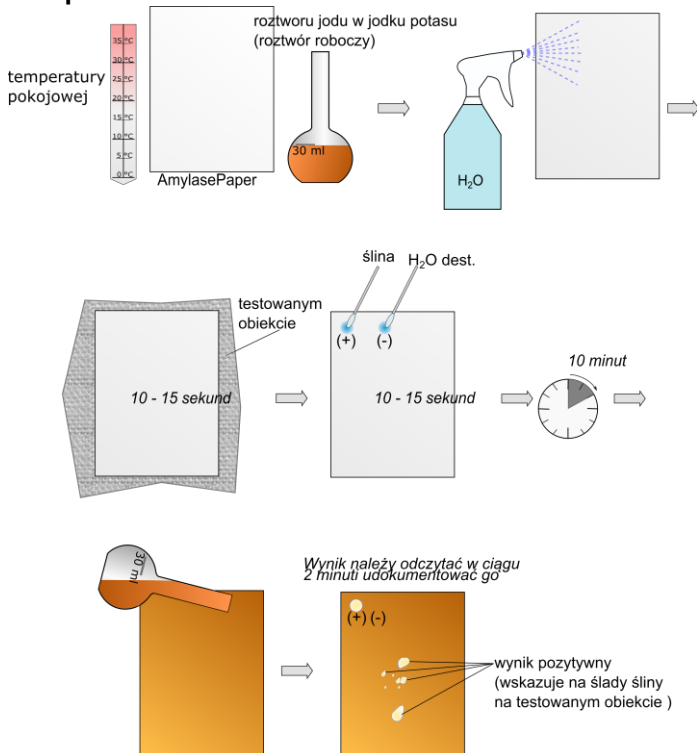 roztworu jodu w jodku potasu
(roztwór roboczy)
temperatury
pokojowej
35 °C
30 °C
25 °C
20 °C
15 °C
10 °C
5 °C
0 °C
30 ml
AmylasePaper
H₂O
ślina
H₂O dest.
testowanym
obiekcie
(+)
(-)
10 - 15 sekund
10 - 15 sekund
10 minut
30 ml
Wynik należy odczytać w ciągu
2 minuti udokumentować go
(+) (-)
wynik pozytywny
(wskazuje na ślady śliny
na testowanym obiekcie )